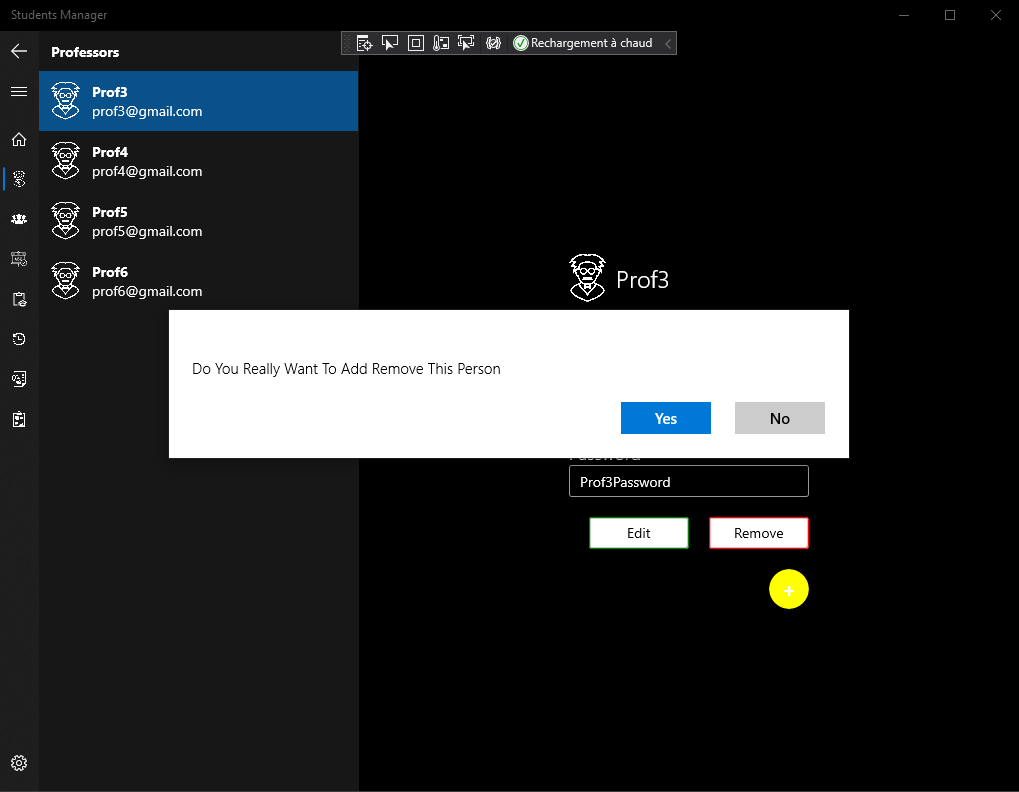 Students Manager
Rechargement à chaud
Professors
Prof3
prof3@gmail.com
Prof4
prof4@gmail.com
Prof5
prof5@gmail.com
Prof6
prof6@gmail.com
Prof3
Do You Really Want To Add Remove This Person
Yes No
Password
Prof3Password
Edit Remove
+